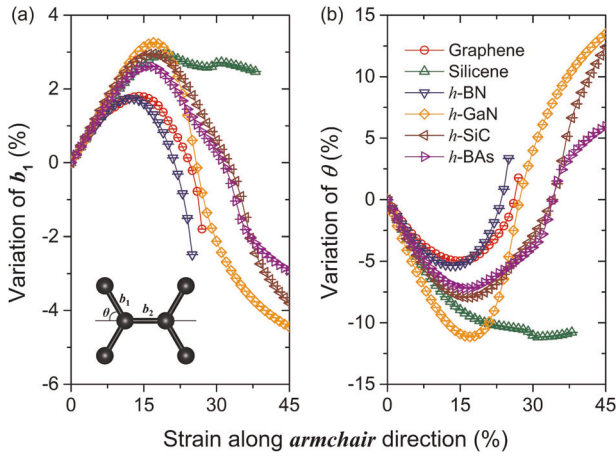 (a)
Variation of b₁ (%)
6
4
2
0
-2
-4
-6
0
15
30
45
θ
b₁
b₂
(b)
Variation of θ (%)
15
10
5
0
-5
-10
-15
0
15
30
45
Graphene
Silicene
h-BN
h-GaN
h-SiC
h-BAs
Strain along armchair direction (%)